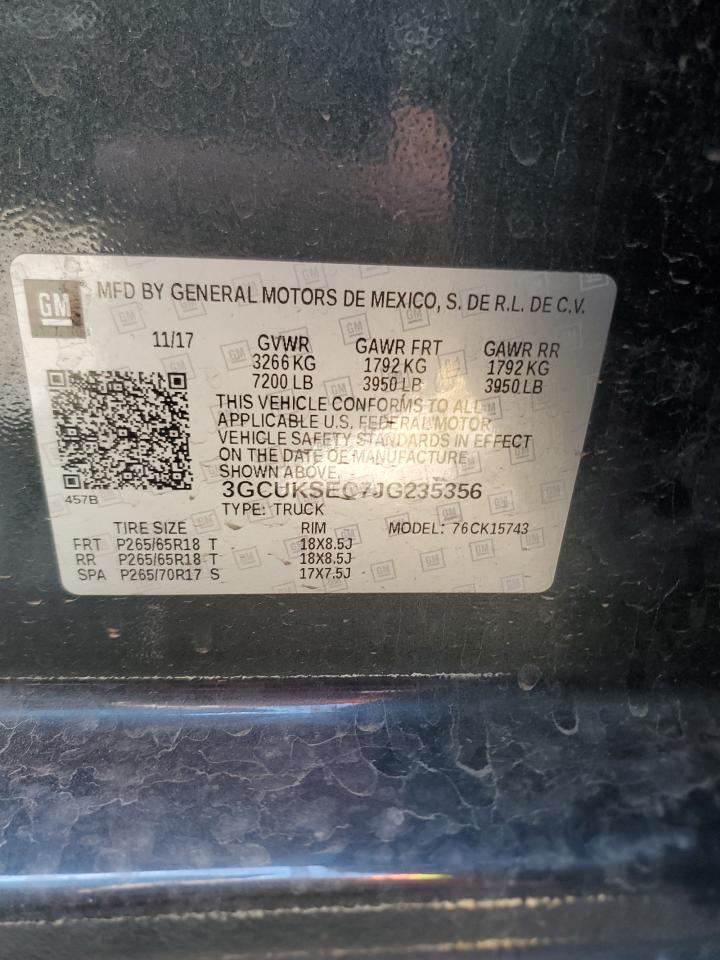 GM MFD BY GENERAL MOTORS DE MEXICO, S. DE R.L. DE C.V.
11/17 GVWR GAWR FRT GAWR RR
3266 KG 1792 KG 1792 KG
7200 LB 3950 LB 3950 LB
THIS VEHICLE CONFORMS TO ALL
APPLICABLE U.S. FEDERAL MOTOR
VEHICLE SAFETY STANDARDS IN EFFECT
ON THE DATE OF MANUFACTURE
SHOWN ABOVE.
457B 3GCUKSEC7JG235356
TYPE: TRUCK
TIRE SIZE RIM MODEL: 76CK15743
FRT P265/65R18 T 18X8.5J
RR P265/65R18 T 18X8.5J
SPA P265/70R17 S 17X7.5J